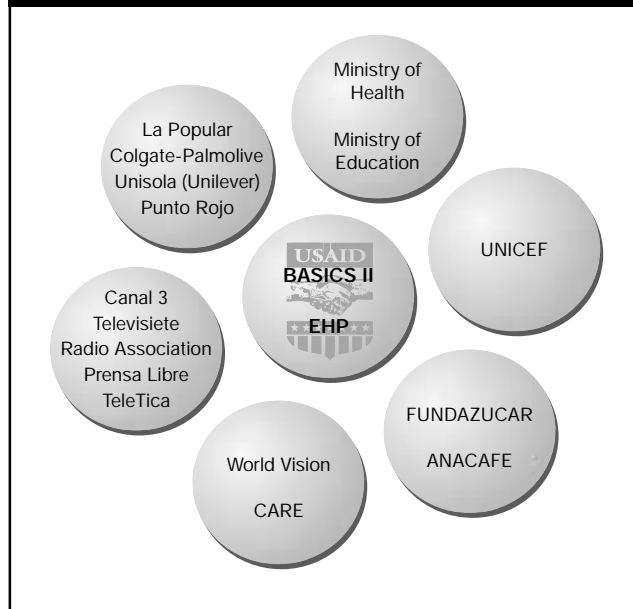 Ministry of
Health
Ministry of
Education
La Popular
Colgate-Palmolive
Unisola (Unilever)
Punto Rojo
UNICEF
USAID
BASICS II
EHP
Canal 3
Televisiete
Radio Association
Prensa Libre
TeleTica
FUNDAZUCAR
ANACAFE
World Vision
CARE